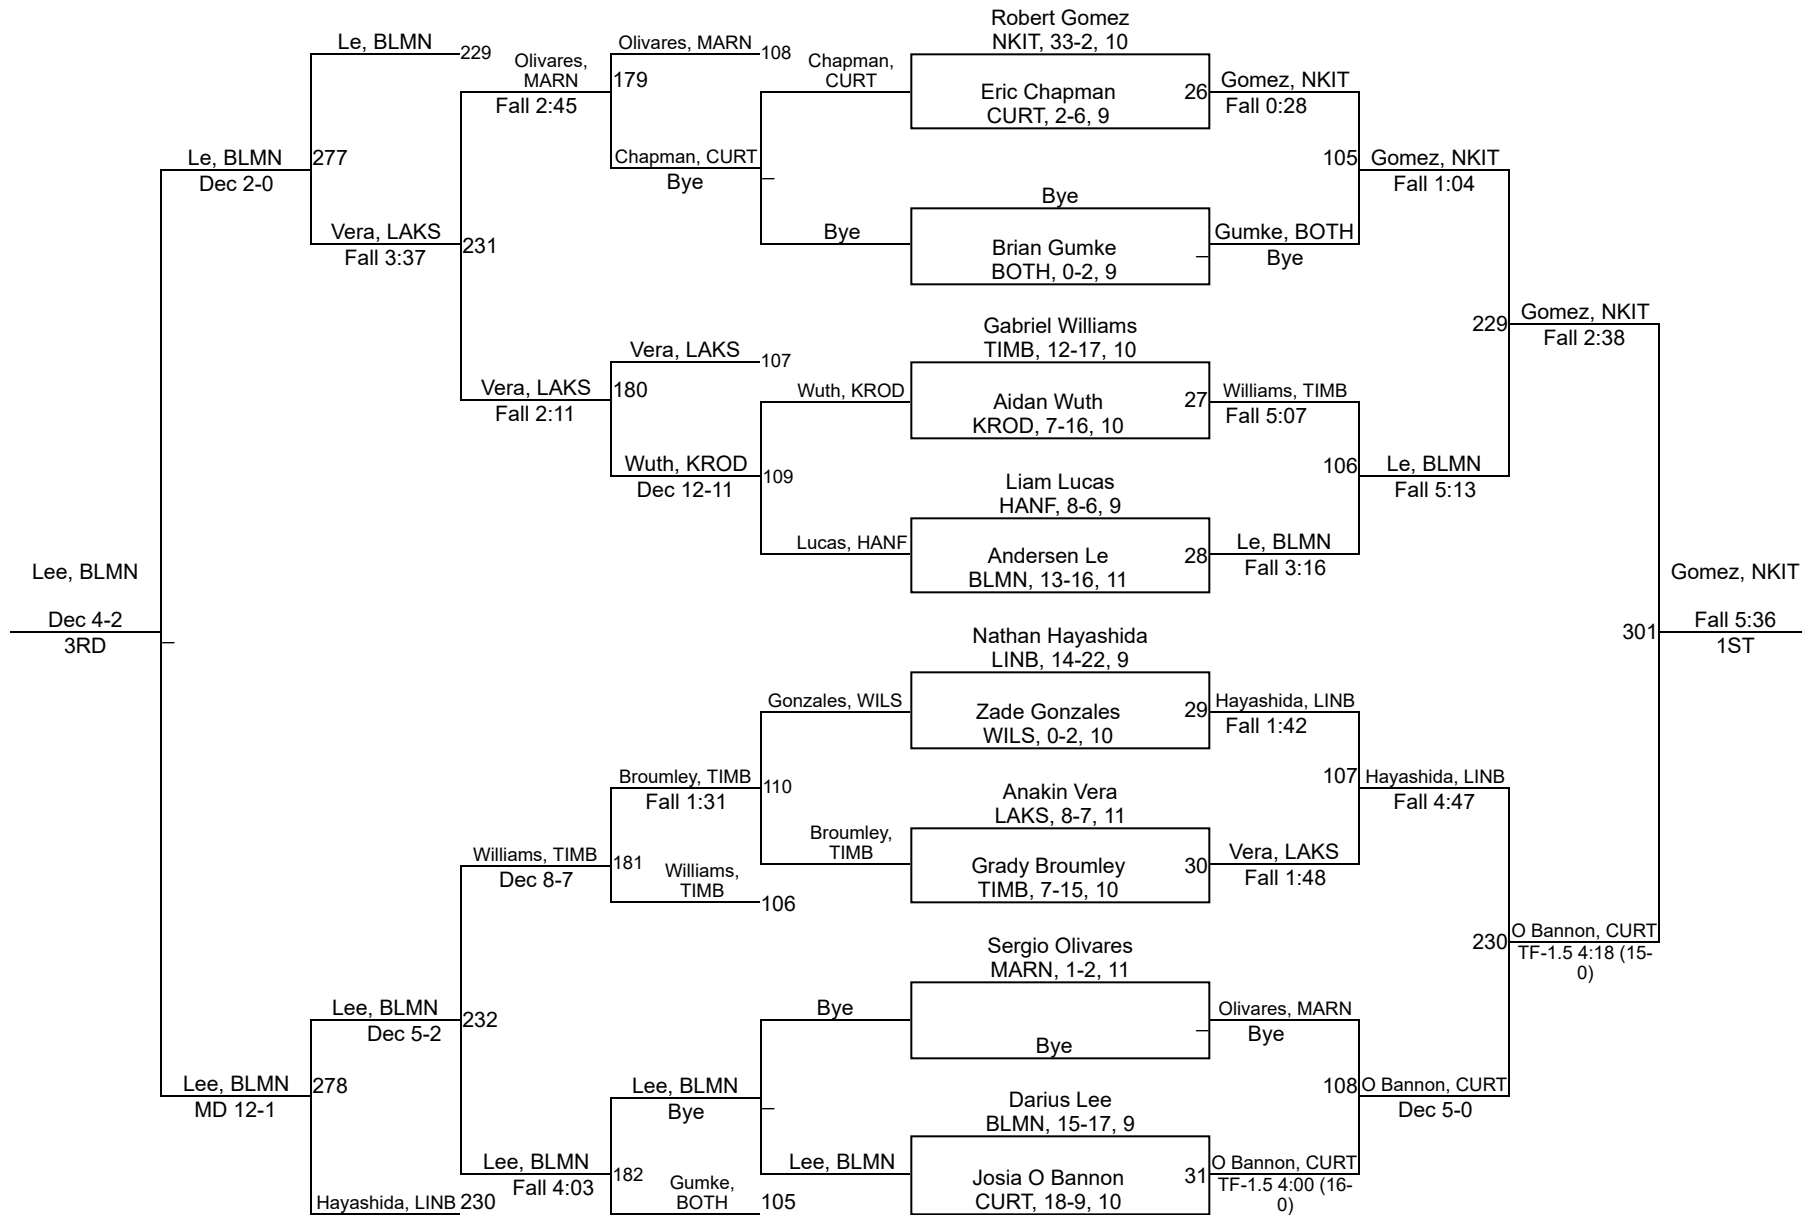 Robert Gomez
NKIT, 33-2, 10
Le, BLMN
229
Olivares,
MARN
Fall 2:45
Olivares, MARN
108
179
Chapman,
CURT
Eric Chapman
CURT, 2-6, 9
26
Gomez, NKIT
Fall 0:28
Le, BLMN
Dec 2-0
277
Chapman, CURT
Bye
105
Gomez, NKIT
Fall 1:04
Bye
Vera, LAKS
Fall 3:37
231
Bye
Brian Gumke
BOTH, 0-2, 9
Gumke, BOTH
Bye
Gabriel Williams
TIMB, 12-17, 10
229
Gomez, NKIT
Fall 2:38
Vera, LAKS
107
Vera, LAKS
Fall 2:11
180
Wuth, KROD
Aidan Wuth
KROD, 7-16, 10
27
Williams, TIMB
Fall 5:07
Wuth, KROD
Dec 12-11
109
106
Le, BLMN
Fall 5:13
Liam Lucas
HANF, 8-6, 9
Lucas, HANF
Andersen Le
BLMN, 13-16, 11
28
Le, BLMN
Fall 3:16
Lee, BLMN
Dec 4-2
3RD
Gomez, NKIT
301
Fall 5:36
1ST
Nathan Hayashida
LINB, 14-22, 9
Gonzales, WILS
Zade Gonzales
WILS, 0-2, 10
29
Hayashida, LINB
Fall 1:42
Broumley, TIMB
Fall 1:31
110
107
Hayashida, LINB
Fall 4:47
Anakin Vera
LAKS, 8-7, 11
Williams, TIMB
Dec 8-7
181
Williams,
TIMB
106
Broumley,
TIMB
Grady Broumley
TIMB, 7-15, 10
30
Vera, LAKS
Fall 1:48
Sergio Olivares
MARN, 1-2, 11
230
O Bannon, CURT
TF-1.5 4:18 (15-
0)
Lee, BLMN
Dec 5-2
232
Bye
Bye
Olivares, MARN
Bye
Lee, BLMN
MD 12-1
278
Lee, BLMN
Bye
108
O Bannon, CURT
Dec 5-0
Darius Lee
BLMN, 15-17, 9
Lee, BLMN
Fall 4:03
182
Lee, BLMN
Josia O Bannon
CURT, 18-9, 10
31
O Bannon, CURT
TF-1.5 4:00 (16-
0)
Hayashida, LINB
230
Gumke,
BOTH
105